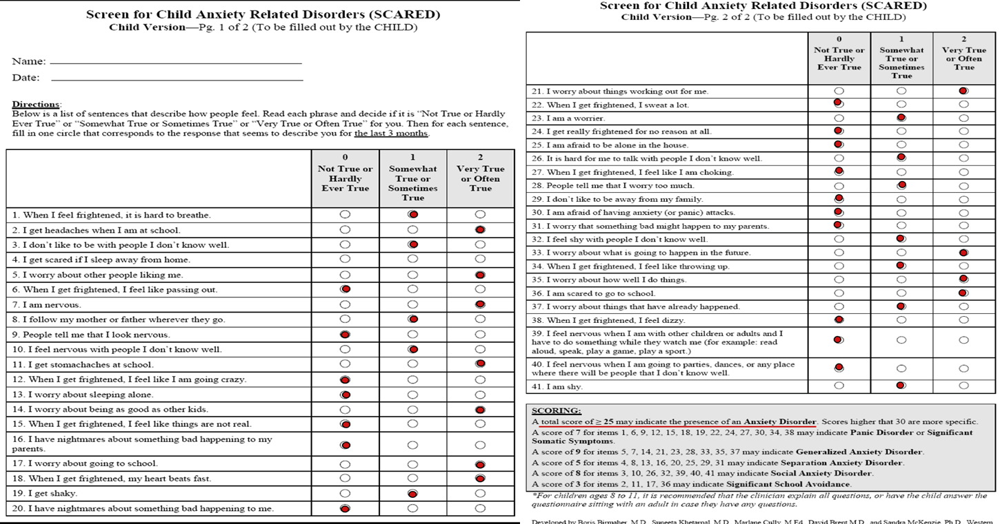 Screen for Child Anxiety Related Disorders (SCARED)
Child Version—Pg. 1 of 2 (To be filled out by the CHILD)
Name:
Date:
Directions:
Below is a list of sentences that describe how people feel. Read each phrase and decide if it is “Not True or Hardly
Ever True” or “Somewhat True or Sometimes True” or “Very True or Often True” for you. Then for each sentence,
fill in one circle that corresponds to the response that seems to describe you for the last 3 months.
0
Not True or
Hardly
Ever True
1
Somewhat
True or
Sometimes
True
2
Very True
or Often
True
1. When I feel frightened, it is hard to breathe.
2. I get headaches when I am at school.
3. I don’t like to be with people I don’t know well.
4. I get scared if I sleep away from home.
5. I worry about other people liking me.
6. When I get frightened, I feel like passing out.
7. I am nervous.
8. I follow my mother or father wherever they go.
9. People tell me that I look nervous.
10. I feel nervous with people I don’t know well.
11. I get stomachaches at school.
12. When I get frightened, I feel like I am going crazy.
13. I worry about sleeping alone.
14. I worry about being as good as other kids.
15. When I get frightened, I feel like things are not real.
16. I have nightmares about something bad happening to my
parents.
17. I worry about going to school.
18. When I get frightened, my heart beats fast.
19. I get shaky.
20. I have nightmares about something bad happening to me.
Screen for Child Anxiety Related Disorders (SCARED)
Child Version—Pg. 2 of 2 (To be filled out by the CHILD)
0
Not True or
Hardly
Ever True
1
Somewhat
True or
Sometimes
True
2
Very True
or Often
True
21. I worry about things working out for me.
22. When I get frightened, I sweat a lot.
23. I am a worrier.
24. I get really frightened for no reason at all.
25. I am afraid to be alone in the house.
26. It is hard for me to talk with people I don’t know well.
27. When I get frightened, I feel like I am choking.
28. People tell me that I worry too much.
29. I don’t like to be away from my family.
30. I am afraid of having anxiety (or panic) attacks.
31. I worry that something bad might happen to my parents.
32. I feel shy with people I don’t know well.
33. I worry about what is going to happen in the future.
34. When I get frightened, I feel like throwing up.
35. I worry about how well I do things.
36. I am scared to go to school.
37. I worry about things that have already happened.
38. When I get frightened, I feel dizzy.
39. I feel nervous when I am with other children or adults and I
have to do something while they watch me (for example: read
aloud, speak, play a game, play a sport.)
40. I feel nervous when I am going to parties, dances, or any place
where there will be people that I don’t know well.
41. I am shy.
SCORING:
A total score of ≥ 25 may indicate the presence of an Anxiety Disorder. Scores higher that 30 are more specific.
A score of 7 for items 1, 6, 9, 12, 15, 18, 19, 22, 24, 27, 30, 34, 38 may indicate Panic Disorder or Significant
Somatic Symptoms.
A score of 9 for items 5, 7, 14, 21, 23, 28, 33, 35, 37 may indicate Generalized Anxiety Disorder.
A score of 5 for items 4, 8, 13, 16, 20, 25, 29, 31 may indicate Separation Anxiety Disorder.
A score of 8 for items 3, 10, 26, 32, 39, 40, 41 may indicate Social Anxiety Disorder.
A score of 3 for items 2, 11, 17, 36 may indicate Significant School Avoidance.
*For children ages 8 to 11, it is recommended that the clinician explain all questions, or have the child answer the
questionnaire sitting with an adult in case they have any questions.
Developed by Boris Birmaher, M.D., Suneeta Khetarpal, M.D., Marlane Cully, M.Ed., David Brent M.D., and Sandra McKenzie, Ph.D., Western